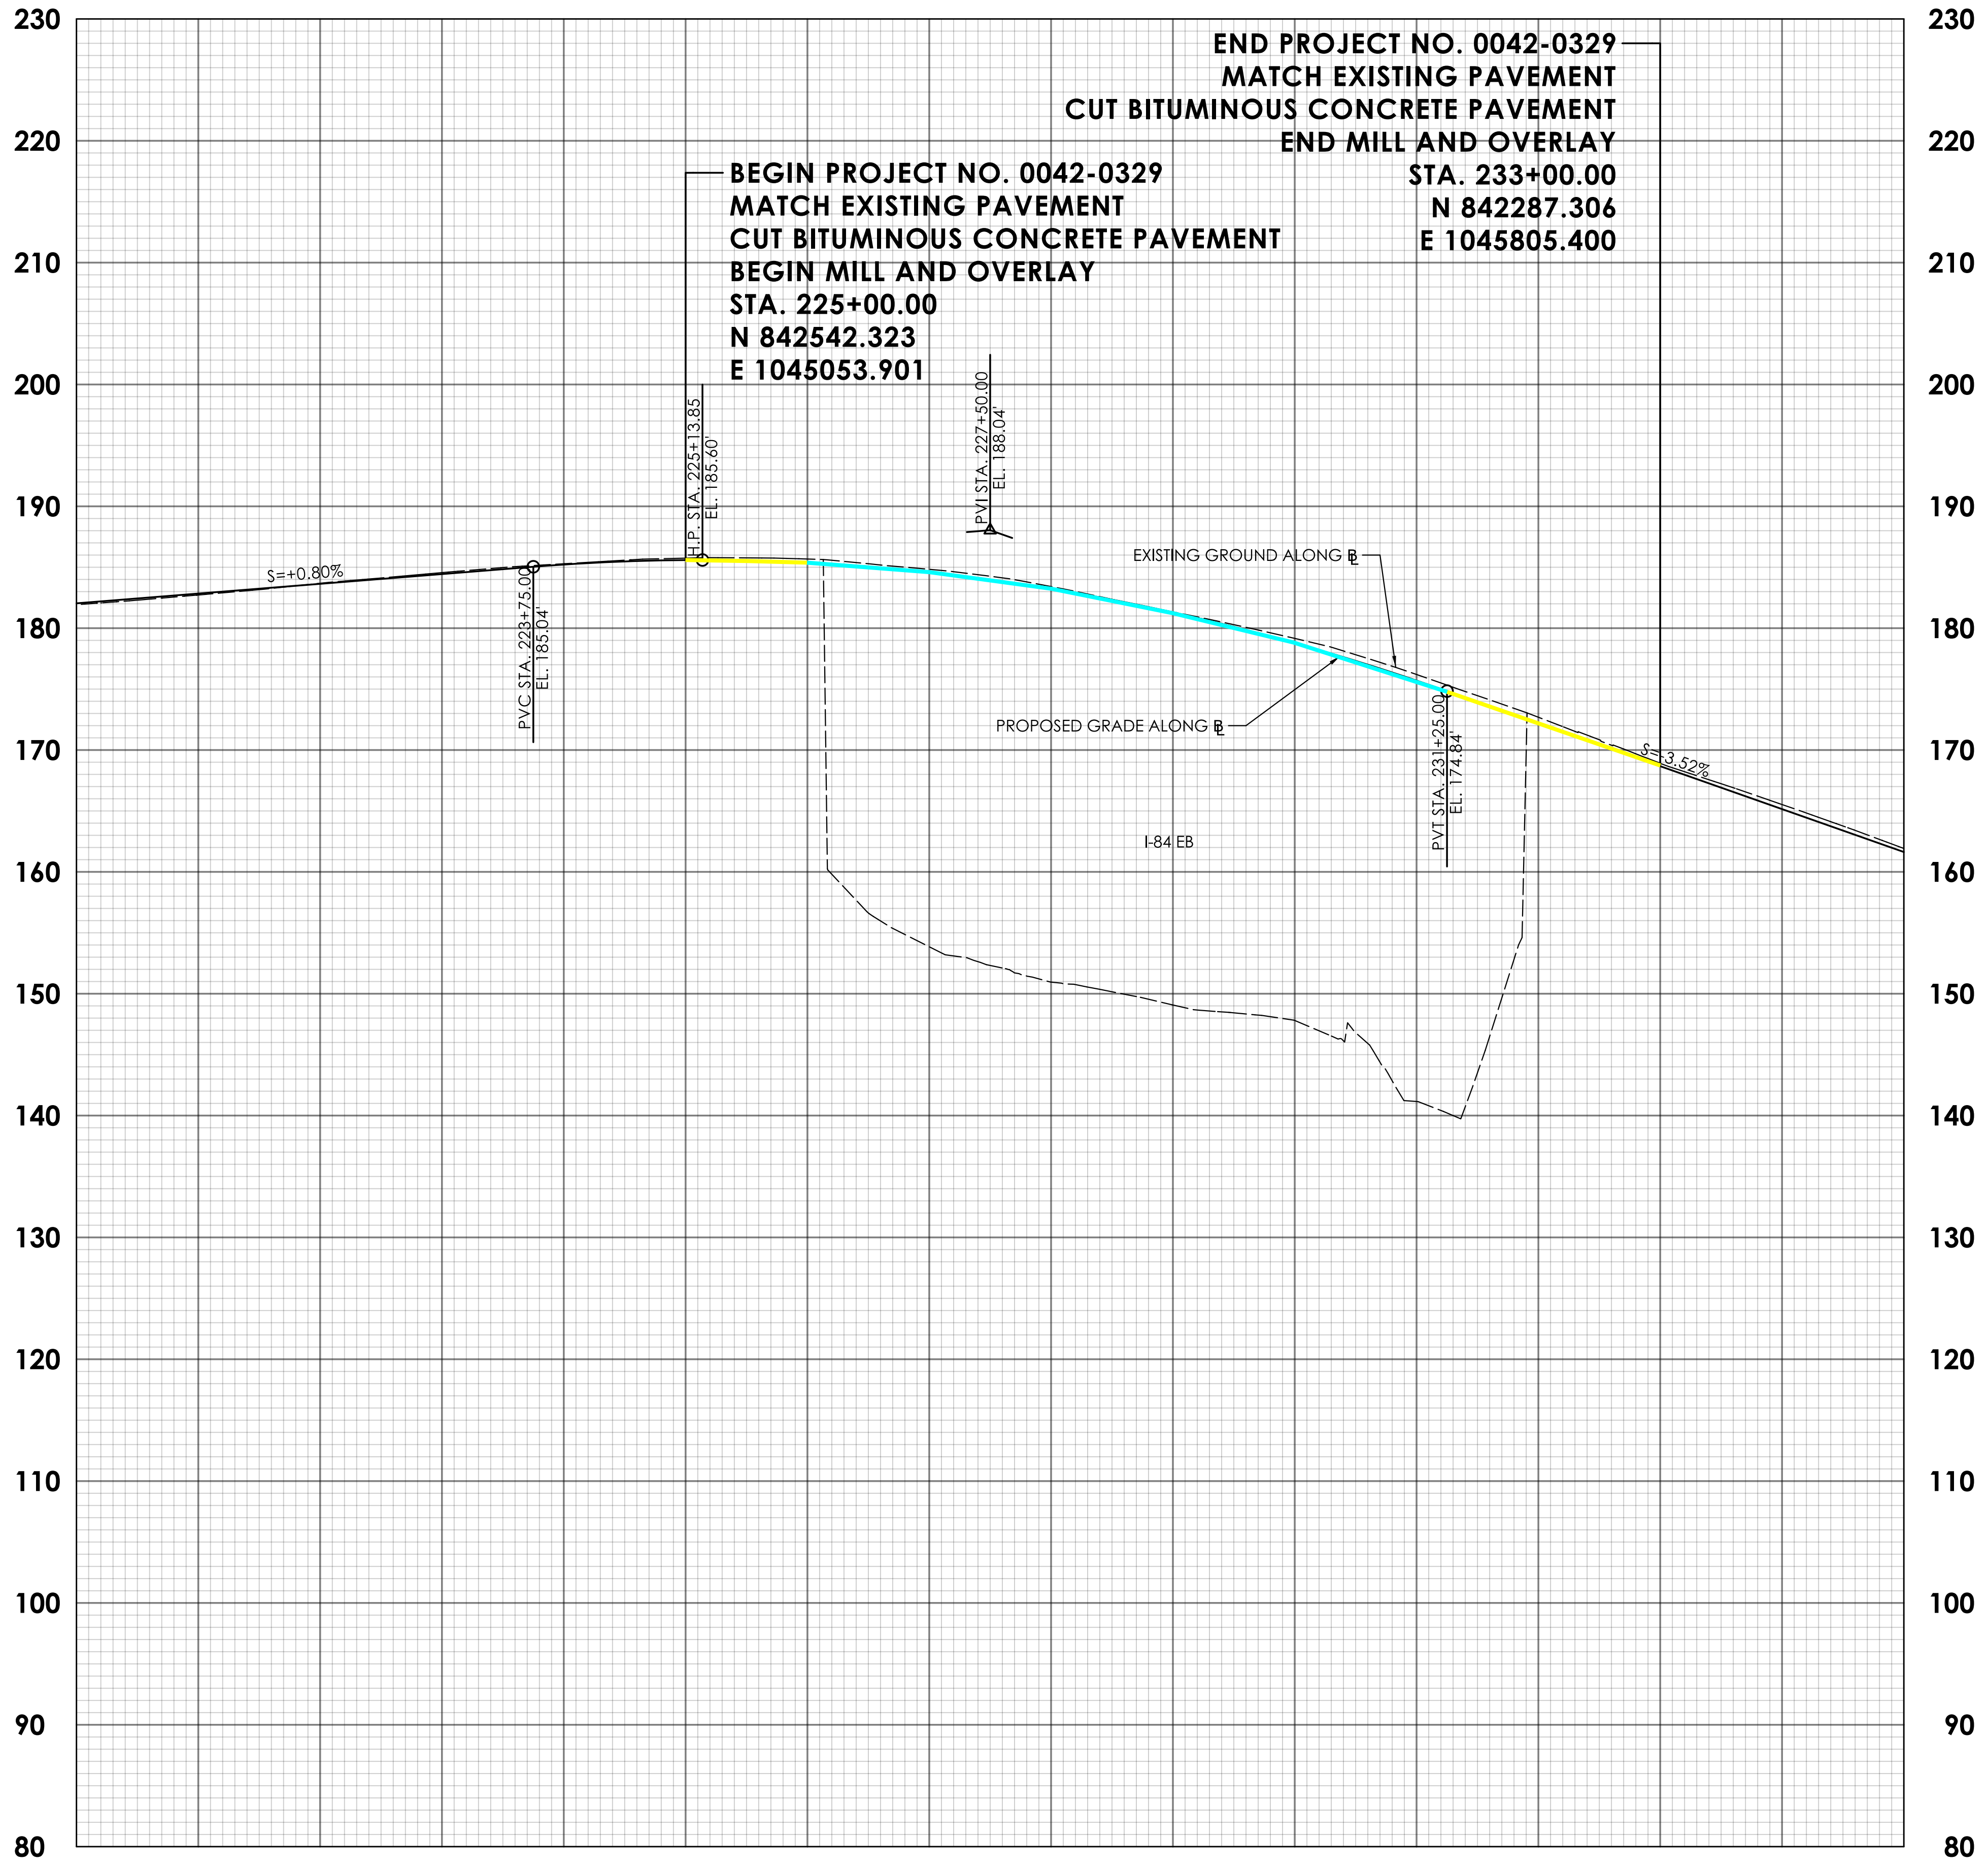 230
230
END PROJECT NO. 0042-0329
MATCH EXISTING PAVEMENT
CUT BITUMINOUS CONCRETE PAVEMENT
END MILL AND OVERLAY
STA. 233+00.00
N 842287.306
E 1045805.400
220
220
BEGIN PROJECT NO. 0042-0329
MATCH EXISTING PAVEMENT
CUT BITUMINOUS CONCRETE PAVEMENT
BEGIN MILL AND OVERLAY
STA. 225+00.00
N 842542.323
E 1045053.901
210
210
200
200
H.P. STA. 225+13.85
EL. 185.60'
PVI STA. 227+50.00
EL. 188.04'
190
190
EXISTING GROUND ALONG BL
S=+0.80%
PVC STA. 223+75.00
EL. 185.04'
180
180
PROPOSED GRADE ALONG BL
PVT STA. 231+25.00
EL. 174.84'
S=-3.52%
170
170
I-84 EB
160
160
150
150
140
140
130
130
120
120
110
110
100
100
90
90
80
80